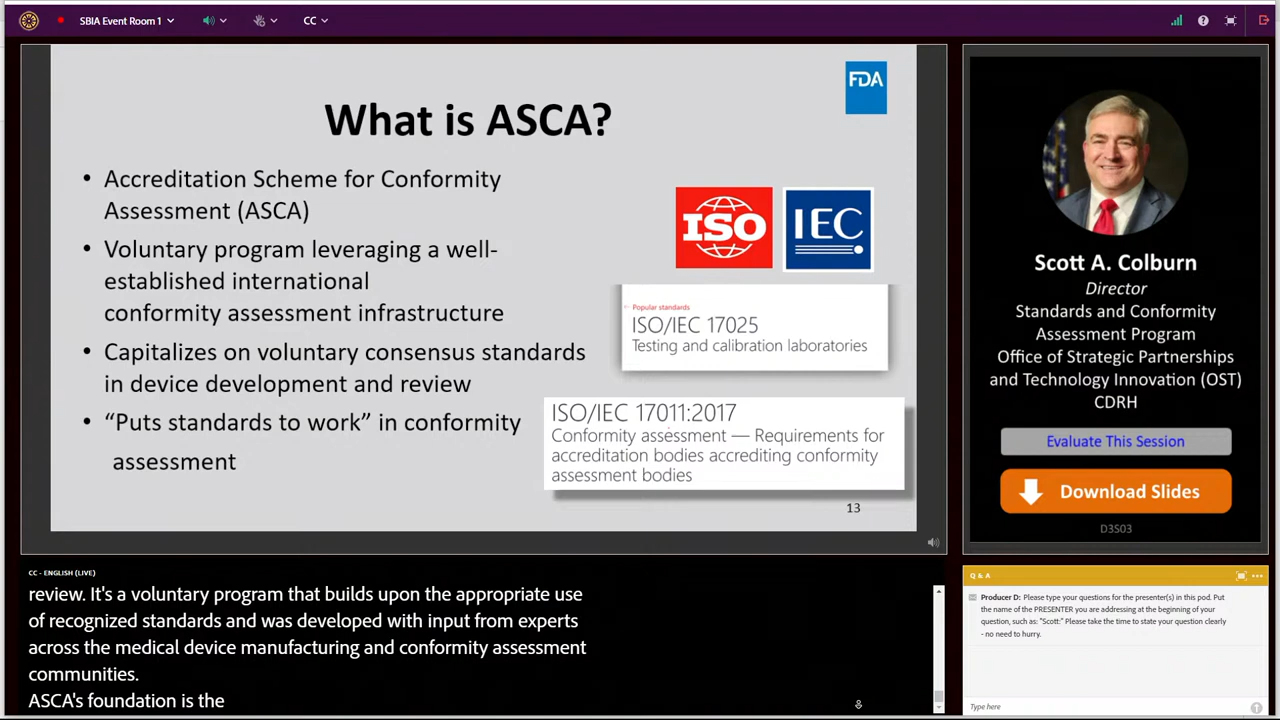 SBIA Event Room 1
CC
FDA
What is ASCA?
• Accreditation Scheme for Conformity
Assessment (ASCA)
• Voluntary program leveraging a well-
established international
conformity assessment infrastructure
• Capitalizes on voluntary consensus standards
in device development and review
• “Puts standards to work” in conformity
assessment
ISO
IEC
← Popular standards
ISO/IEC 17025
Testing and calibration laboratories
ISO/IEC 17011:2017
Conformity assessment — Requirements for
accreditation bodies accrediting conformity
assessment bodies
13
Scott A. Colburn
Director
Standards and Conformity
Assessment Program
Office of Strategic Partnerships
and Technology Innovation (OST)
CDRH
Evaluate This Session
Download Slides
D3S03
CC - ENGLISH (LIVE)
review. It's a voluntary program that builds upon the appropriate use
of recognized standards and was developed with input from experts
across the medical device manufacturing and conformity assessment
communities.
ASCA's foundation is the
Q & A
Producer D: Please type your questions for the presenter(s) in this pod. Put
the name of the PRESENTER you are addressing at the beginning of your
question, such as: "Scott:" Please take the time to state your question clearly
- no need to hurry.
Type here